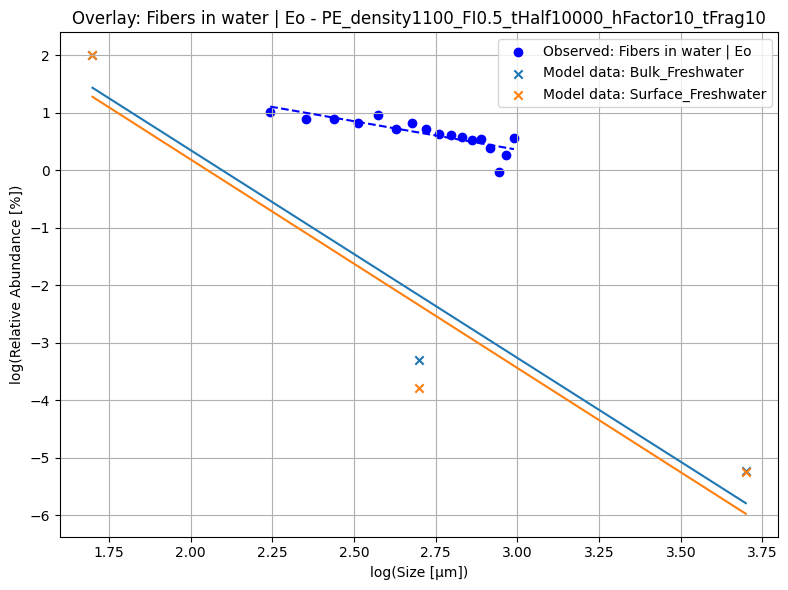 Overlay: Fibers in water | Eo - PE_density1100_FI0.5_tHalf10000_hFactor10_tFrag10
Observed: Fibers in water | Eo
Model data: Bulk_Freshwater
Model data: Surface_Freshwater
log(Relative Abundance [%])
2
1
0
−1
−2
−3
−4
−5
−6
1.75 2.00 2.25 2.50 2.75 3.00 3.25 3.50 3.75
log(Size [µm])